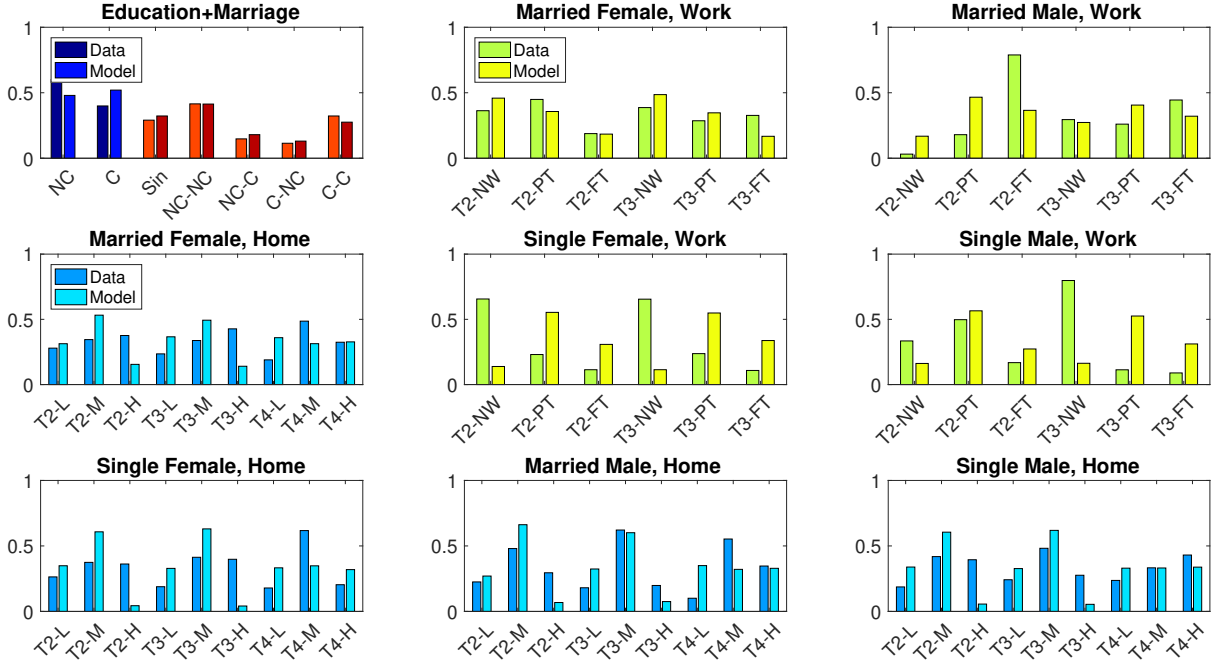 Education+Marriage
1
0.5
0
Data
Model
NC
C
Sin
NC-NC
NC-C
C-NC
C-C
Married Female, Work
1
0.5
0
Data
Model
T2-NW
T2-PT
T2-FT
T3-NW
T3-PT
T3-FT
Married Male, Work
1
0.5
0
T2-NW
T2-PT
T2-FT
T3-NW
T3-PT
T3-FT
Married Female, Home
1
0.5
0
Data
Model
T2-L
T2-M
T2-H
T3-L
T3-M
T3-H
T4-L
T4-M
T4-H
Single Female, Work
1
0.5
0
T2-NW
T2-PT
T2-FT
T3-NW
T3-PT
T3-FT
Single Male, Work
1
0.5
0
T2-NW
T2-PT
T2-FT
T3-NW
T3-PT
T3-FT
Single Female, Home
1
0.5
0
T2-L
T2-M
T2-H
T3-L
T3-M
T3-H
T4-L
T4-M
T4-H
Married Male, Home
1
0.5
0
T2-L
T2-M
T2-H
T3-L
T3-M
T3-H
T4-L
T4-M
T4-H
Single Male, Home
1
0.5
0
T2-L
T2-M
T2-H
T3-L
T3-M
T3-H
T4-L
T4-M
T4-H